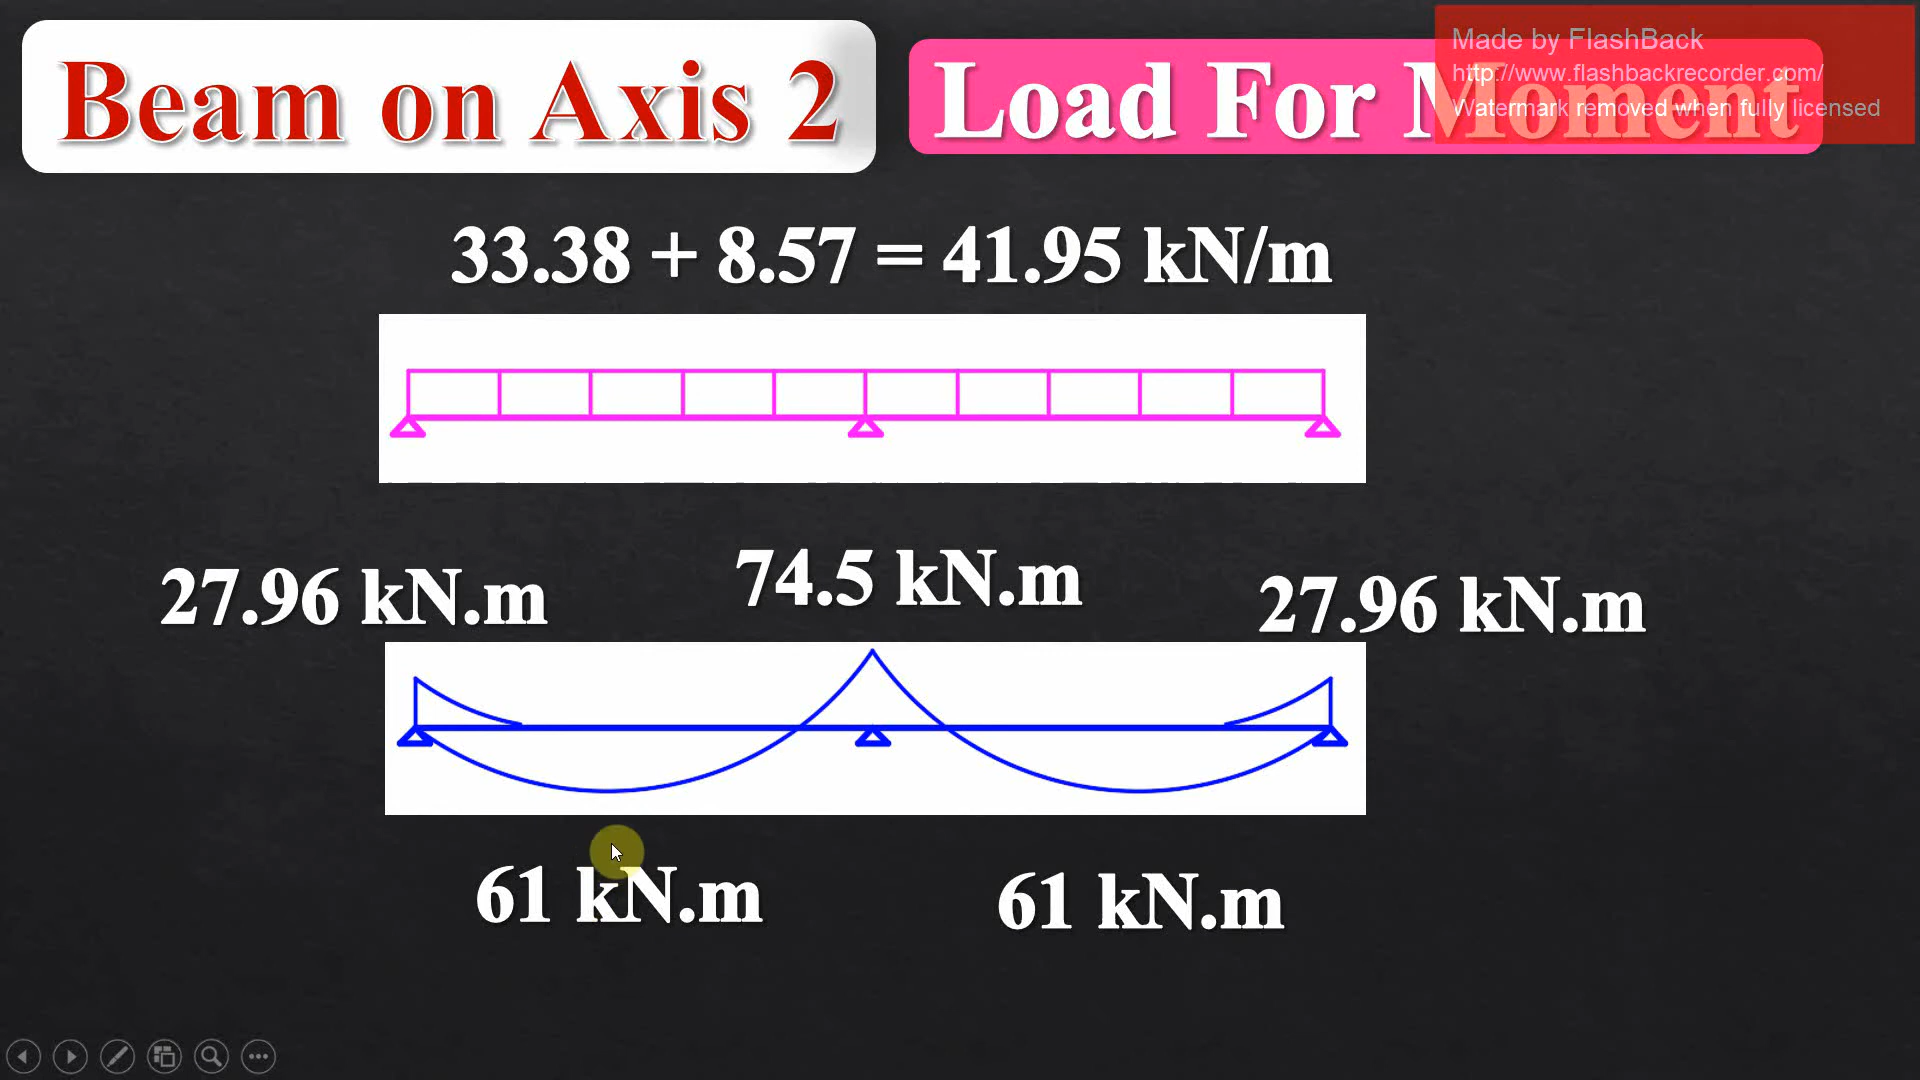 Beam on Axis 2
Load For Moment
Made by FlashBack
http://www.flashbackrecorder.com/
Watermark removed when fully licensed
33.38 + 8.57 = 41.95 kN/m
27.96 kN.m
74.5 kN.m
27.96 kN.m
61 kN.m
61 kN.m